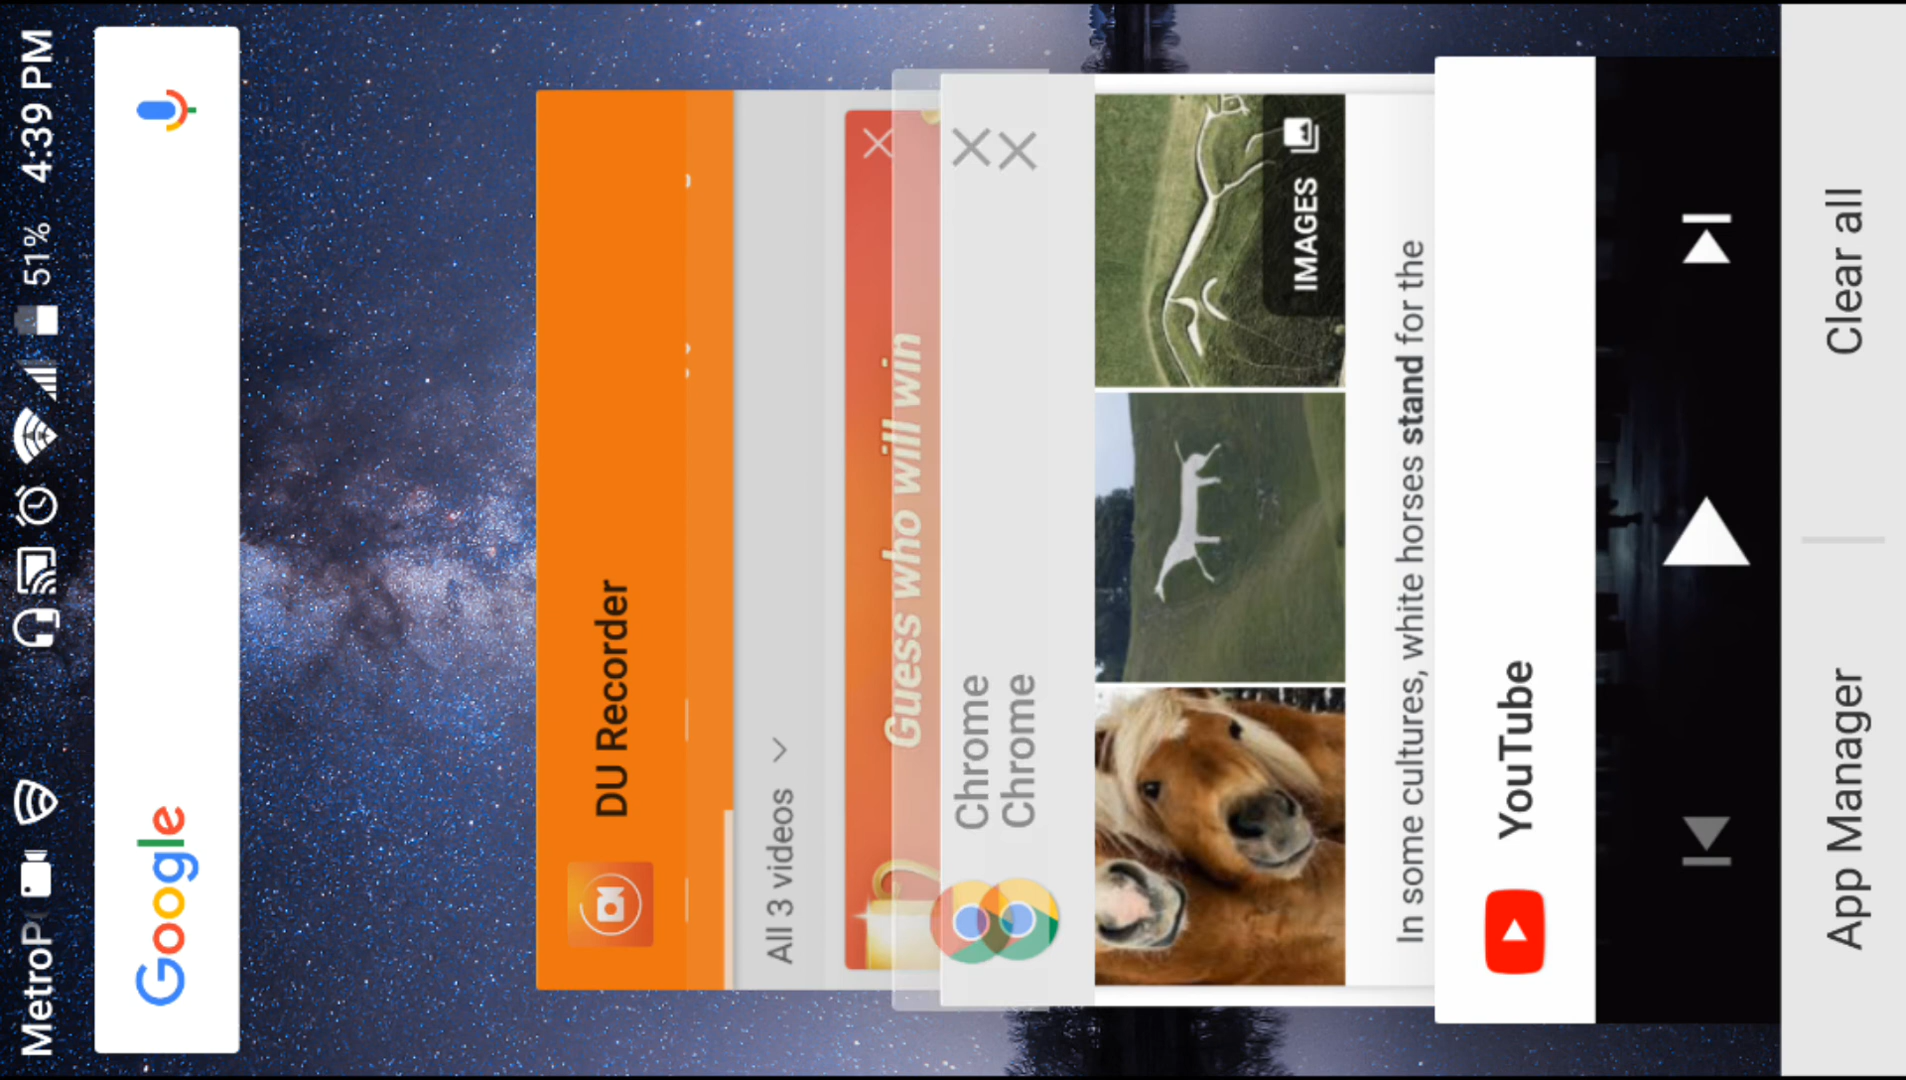 MetroP 51% 4:39 PM
Google
DU Recorder
All 3 videos
Guess who will win
Chrome
Chrome
IMAGES
In some cultures, white horses stand for the
YouTube
App Manager
Clear all